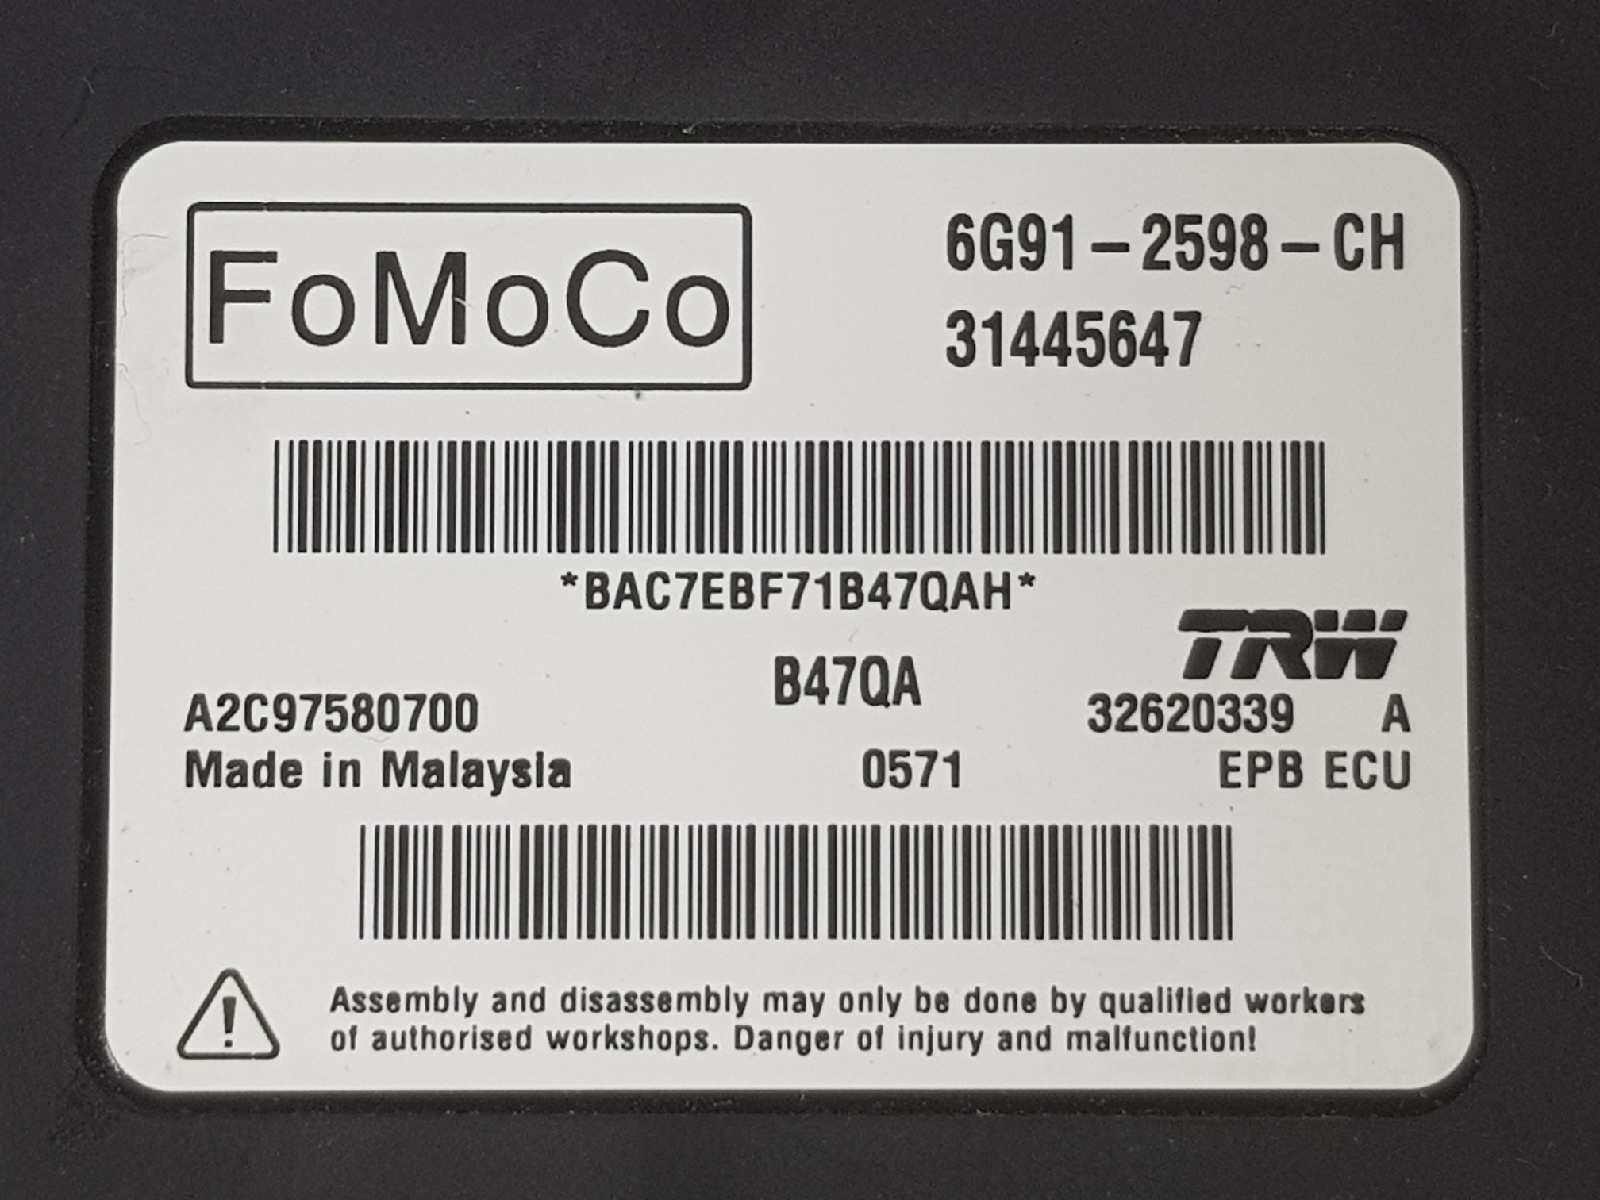 FoMoCo
6G91-2598-CH
31445647
*BAC7EBF71B47QAH*
TRW
B47QA
A2C97580700
32620339 A
Made in Malaysia
0571
EPB ECU
Assembly and disassembly may only be done by qualified workers
of authorised workshops. Danger of injury and malfunction!